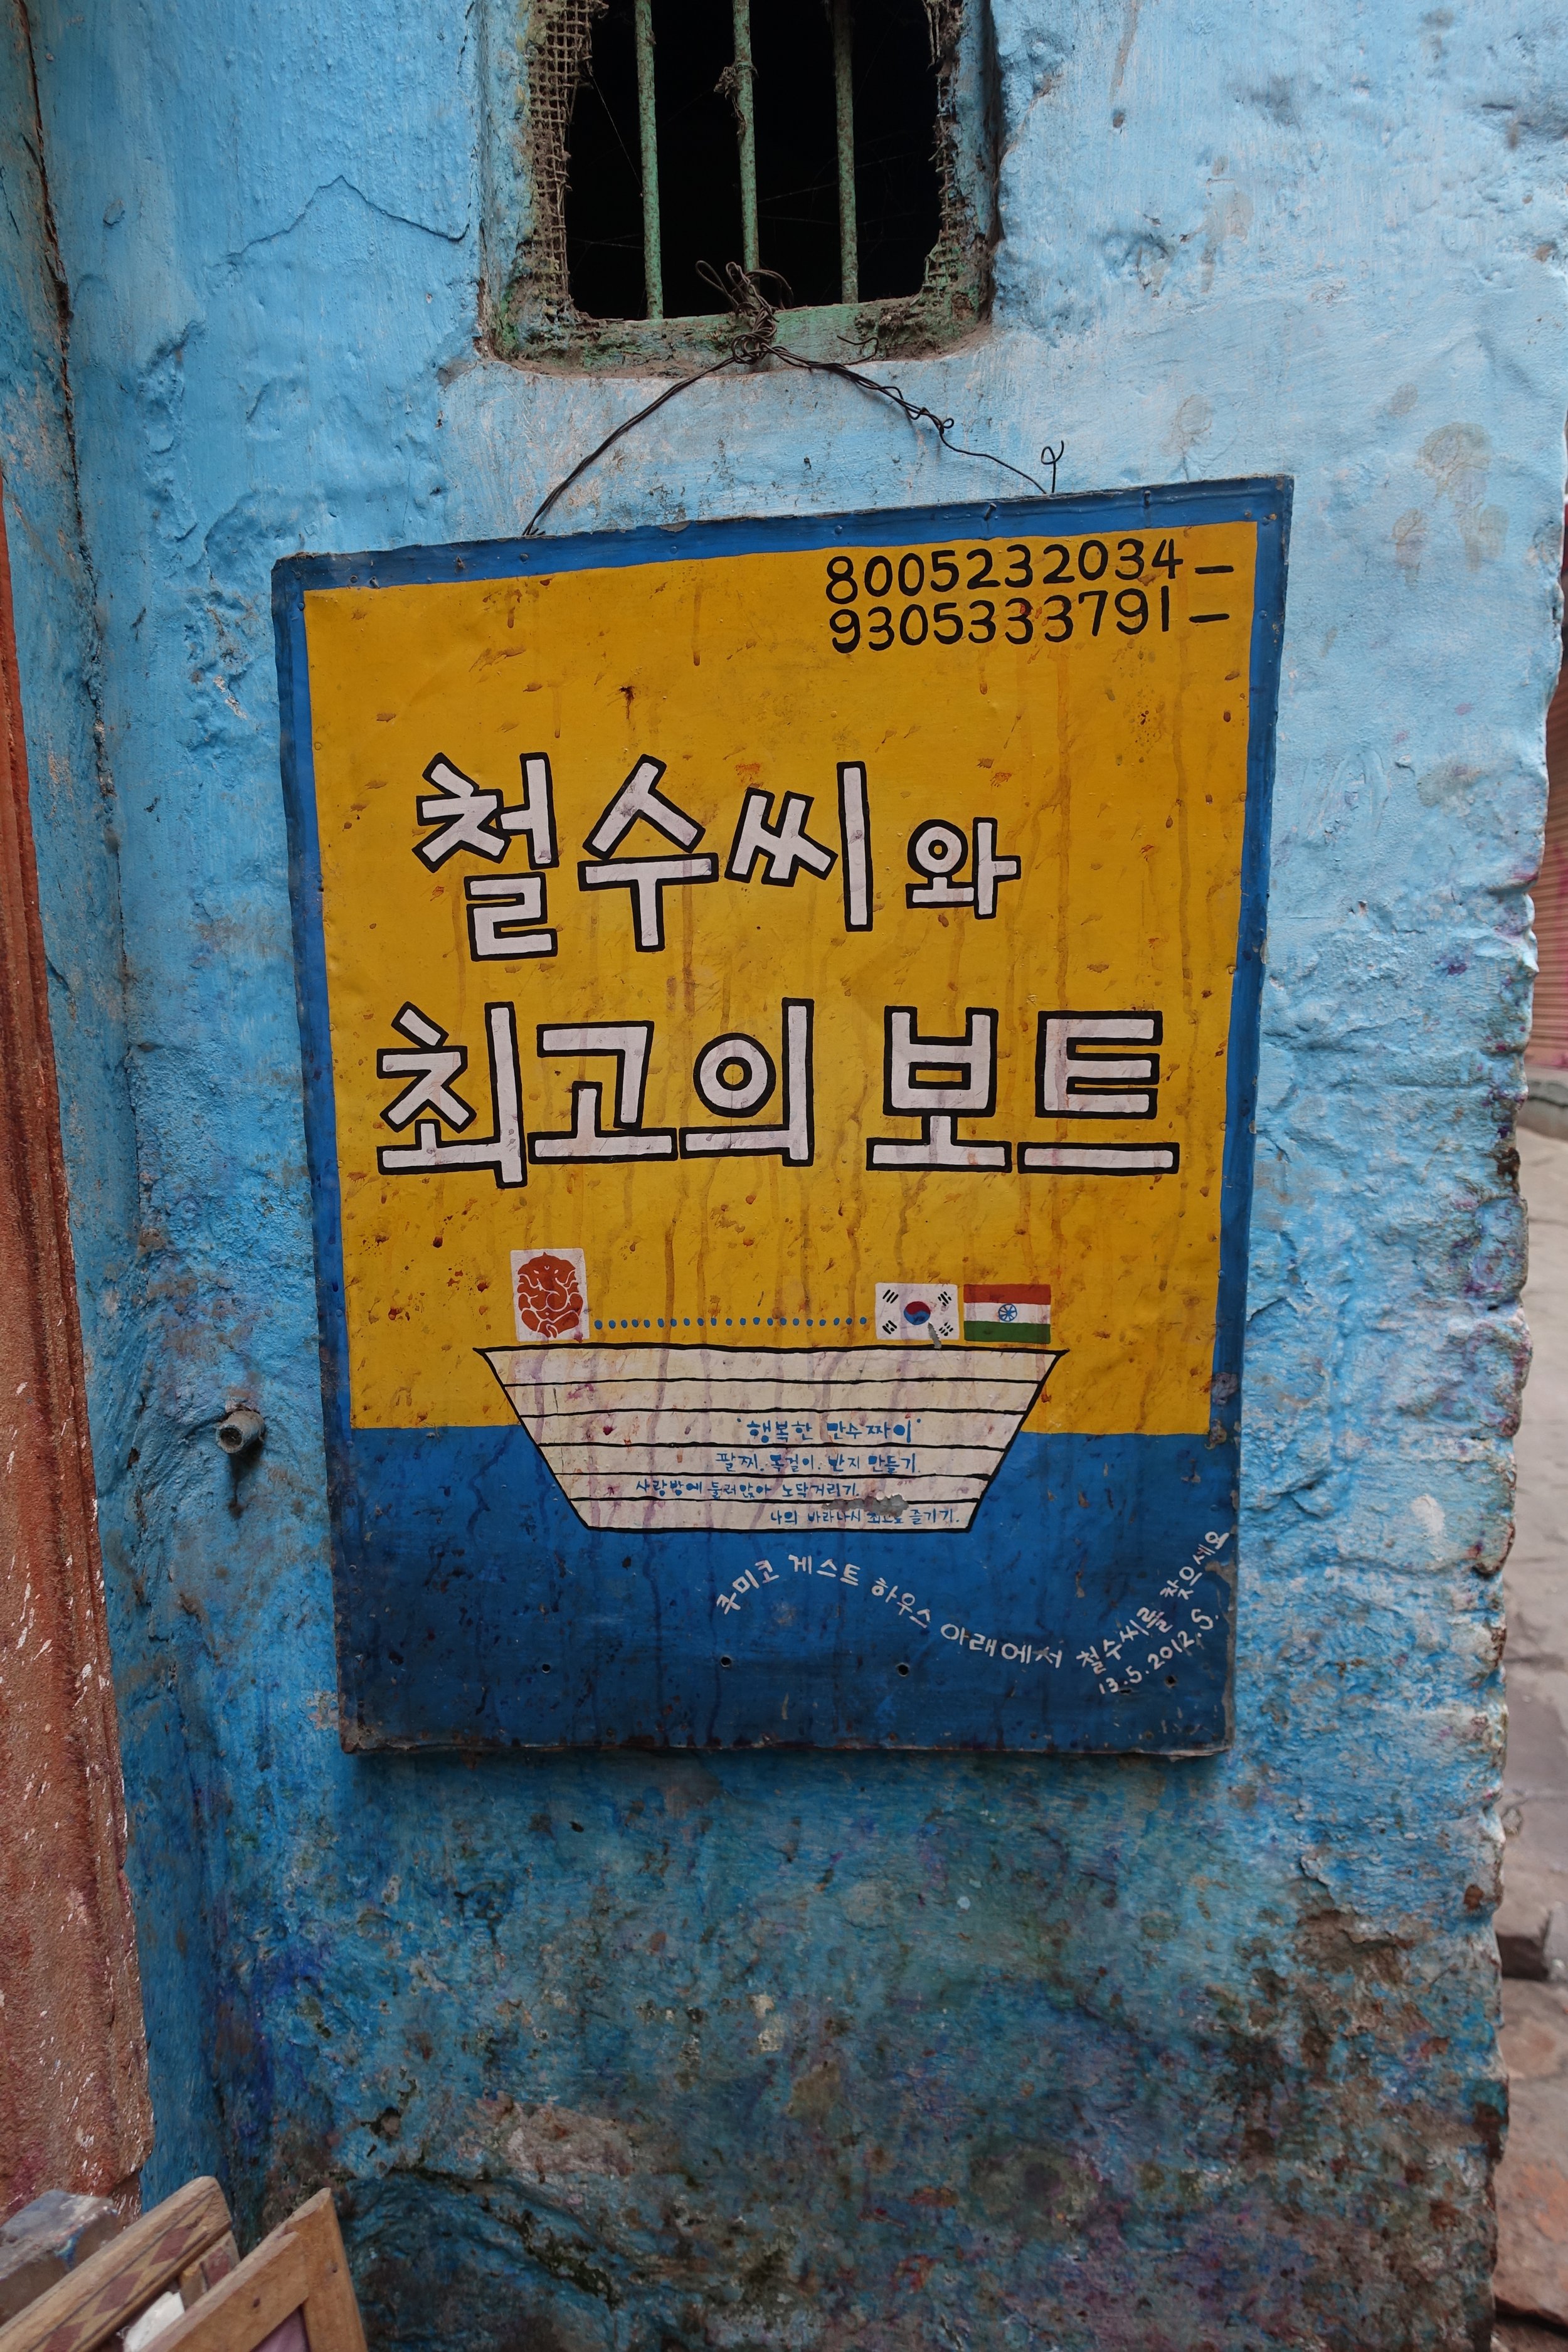 8005232034-
9305333791-
철수씨와
최고의 보트
'행복한 만수짜이'
팔찌. 목걸이. 반지 만들기.
사랑방에 둘러앉아 노닥거리기.
나의 바라나시 최고로 즐기기.
쿠미코 게스트 하우스 아래에서 철수씨를 찾으세요
13.5.2012.S.